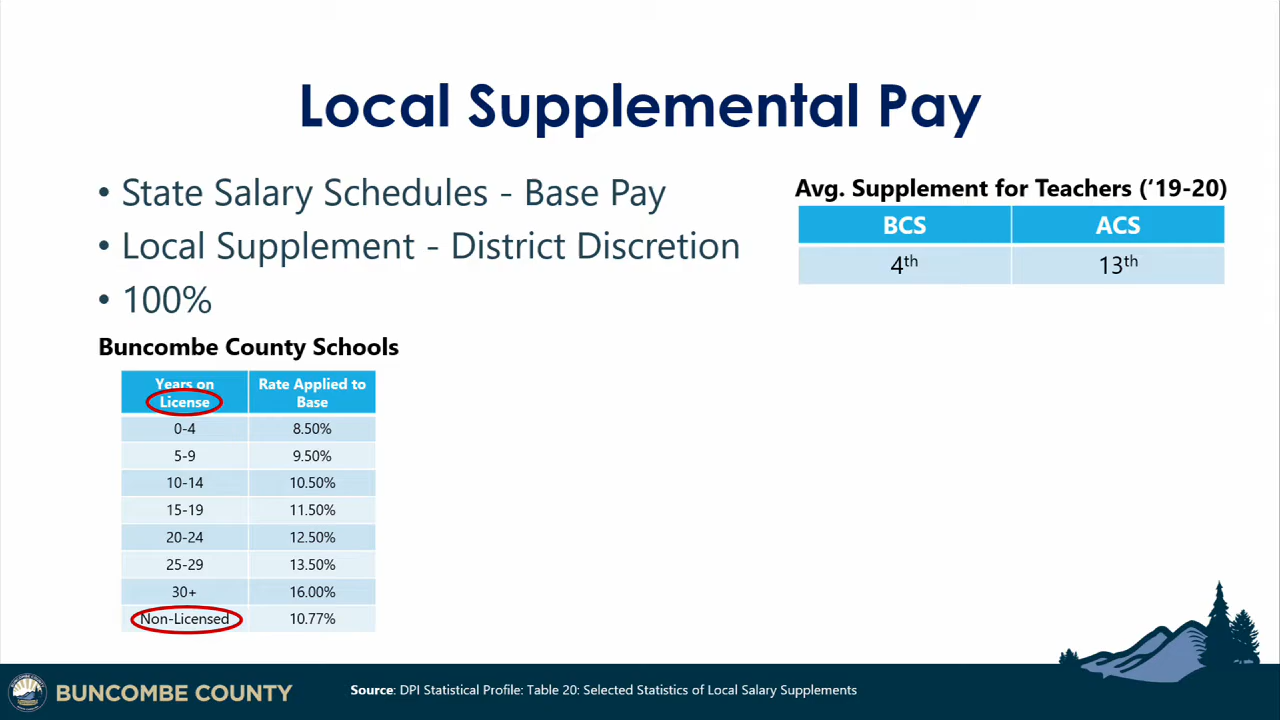 Local Supplemental Pay
• State Salary Schedules - Base Pay
• Local Supplement - District Discretion
• 100%
Avg. Supplement for Teachers (‘19-20)
BCS ACS
4th 13th
Buncombe County Schools
Years on License Rate Applied to Base
0-4 8.50%
5-9 9.50%
10-14 10.50%
15-19 11.50%
20-24 12.50%
25-29 13.50%
30+ 16.00%
Non-Licensed 10.77%
BUNCOMBE COUNTY
Source: DPI Statistical Profile: Table 20: Selected Statistics of Local Salary Supplements